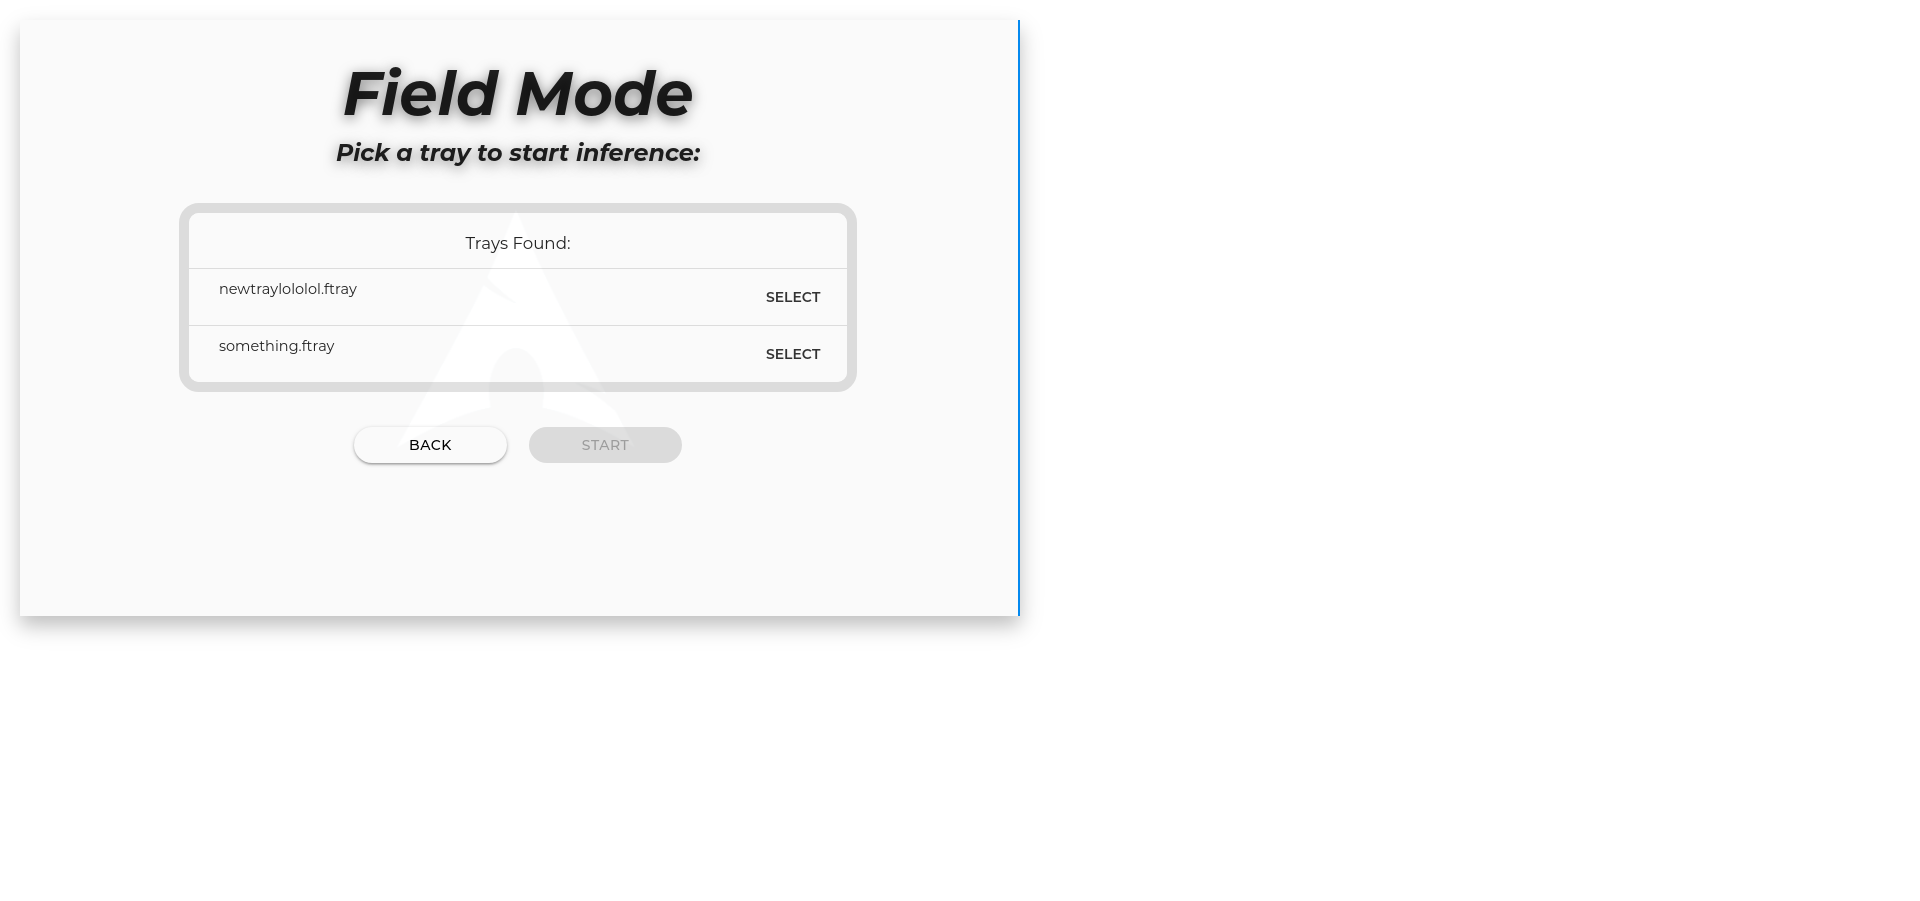 Field Mode
Pick a tray to start inference:
Trays Found:
newtraylololol.ftray
SELECT
something.ftray
SELECT
BACK
START